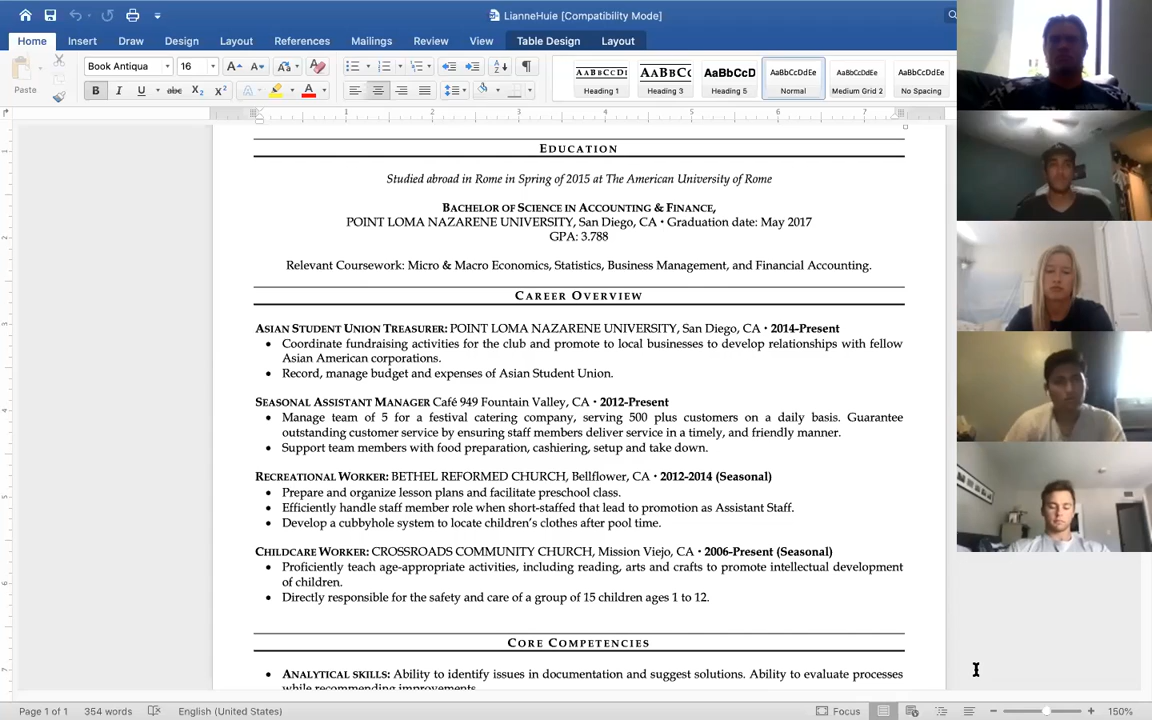 LianneHuie [Compatibility Mode]
Home Insert Draw Design Layout References Mailings Review View Table Design Layout
Paste
Book Antiqua 16
AaBbCcDdEe
AaBbCcDdEe
AaBbCcDdEe
Heading 1 Heading 3 Heading 5 Normal Medium Grid 2 No Spacing
1 2 3 4 5 6 7
EDUCATION
Studied abroad in Rome in Spring of 2015 at The American University of Rome
BACHELOR OF SCIENCE IN ACCOUNTING & FINANCE,
POINT LOMA NAZARENE UNIVERSITY, San Diego, CA • Graduation date: May 2017
GPA: 3.788
Relevant Coursework: Micro & Macro Economics, Statistics, Business Management, and Financial Accounting.
CAREER OVERVIEW
ASIAN STUDENT UNION TREASURER: POINT LOMA NAZARENE UNIVERSITY, San Diego, CA • 2014-Present
• Coordinate fundraising activities for the club and promote to local businesses to develop relationships with fellow
Asian American corporations.
• Record, manage budget and expenses of Asian Student Union.
SEASONAL ASSISTANT MANAGER Café 949 Fountain Valley, CA • 2012-Present
• Manage team of 5 for a festival catering company, serving 500 plus customers on a daily basis. Guarantee
outstanding customer service by ensuring staff members deliver service in a timely, and friendly manner.
• Support team members with food preparation, cashiering, setup and take down.
RECREATIONAL WORKER: BETHEL REFORMED CHURCH, Bellflower, CA • 2012-2014 (Seasonal)
• Prepare and organize lesson plans and facilitate preschool class.
• Efficiently handle staff member role when short-staffed that lead to promotion as Assistant Staff.
• Develop a cubbyhole system to locate children's clothes after pool time.
CHILDCARE WORKER: CROSSROADS COMMUNITY CHURCH, Mission Viejo, CA • 2006-Present (Seasonal)
• Proficiently teach age-appropriate activities, including reading, arts and crafts to promote intellectual development
of children.
• Directly responsible for the safety and care of a group of 15 children ages 1 to 12.
CORE COMPETENCIES
• ANALYTICAL SKILLS: Ability to identify issues in documentation and suggest solutions. Ability to evaluate processes
while recommending improvements.
Page 1 of 1 354 words English (United States) Focus 150%